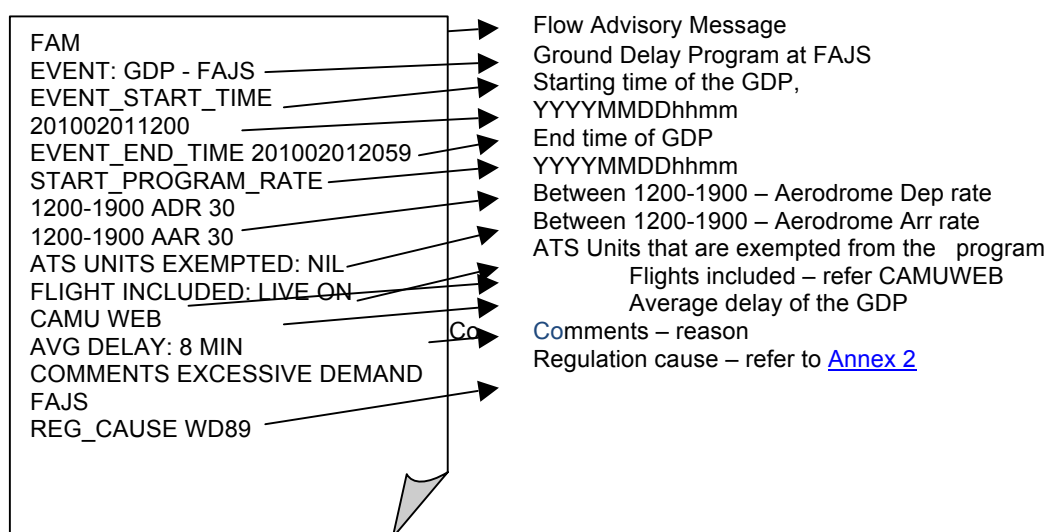 FAM
EVENT: GDP - FAJS
EVENT_START_TIME
201002011200
EVENT_END_TIME 201002012059
START_PROGRAM_RATE
1200-1900 ADR 30
1200-1900 AAR 30
ATS UNITS EXEMPTED: NIL
FLIGHT INCLUDED: LIVE ON
CAMU WEB
AVG DELAY: 8 MIN
COMMENTS EXCESSIVE DEMAND
FAJS
REG_CAUSE WD89
Co
Flow Advisory Message
Ground Delay Program at FAJS
Starting time of the GDP,
YYYYMMDDhhmm
End time of GDP
YYYYMMDDhhmm
Between 1200-1900 – Aerodrome Dep rate
Between 1200-1900 – Aerodrome Arr rate
ATS Units that are exempted from the program
Flights included – refer CAMUWEB
Average delay of the GDP
Comments – reason
Regulation cause – refer to Annex 2